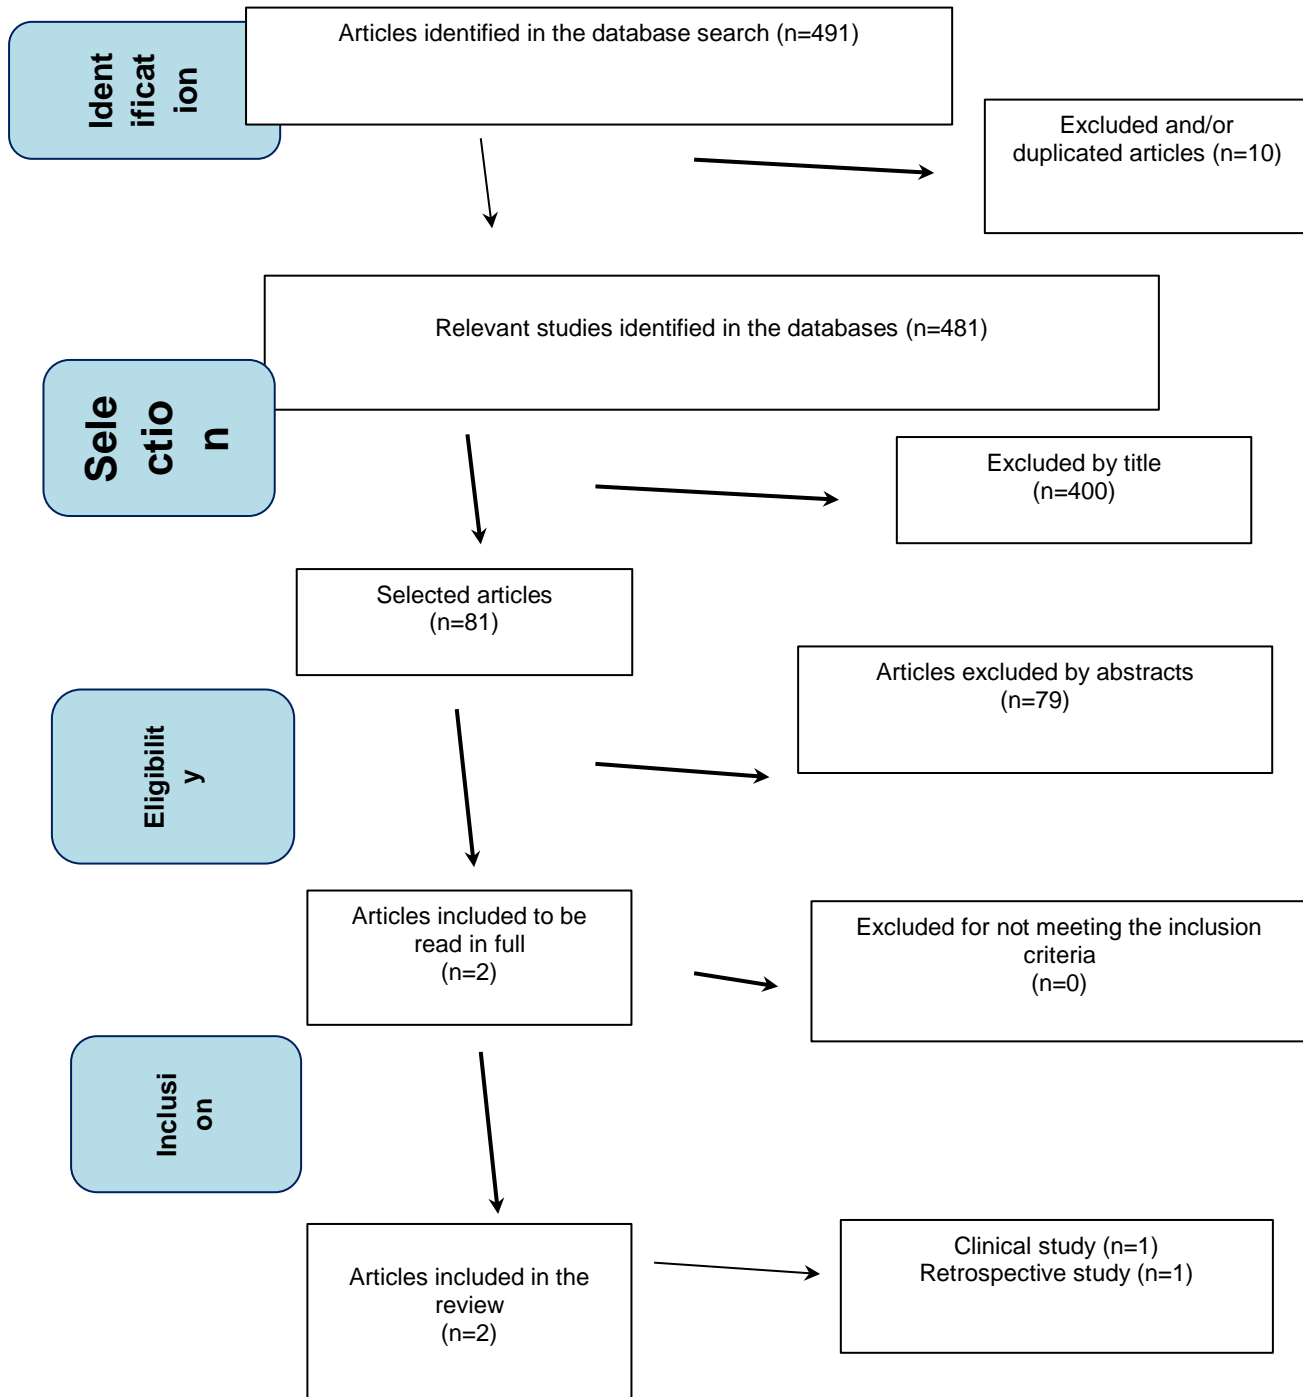 Ident
ificat
ion
Articles identified in the database search (n=491)
Excluded and/or
duplicated articles (n=10)
Relevant studies identified in the databases (n=481)
Sele
ctio
n
Excluded by title
(n=400)
Selected articles
(n=81)
Articles excluded by abstracts
(n=79)
Eligibilit
y
Articles included to be
read in full
(n=2)
Excluded for not meeting the inclusion
criteria
(n=0)
Inclusi
on
Clinical study (n=1)
Retrospective study (n=1)
Articles included in the
review
(n=2)